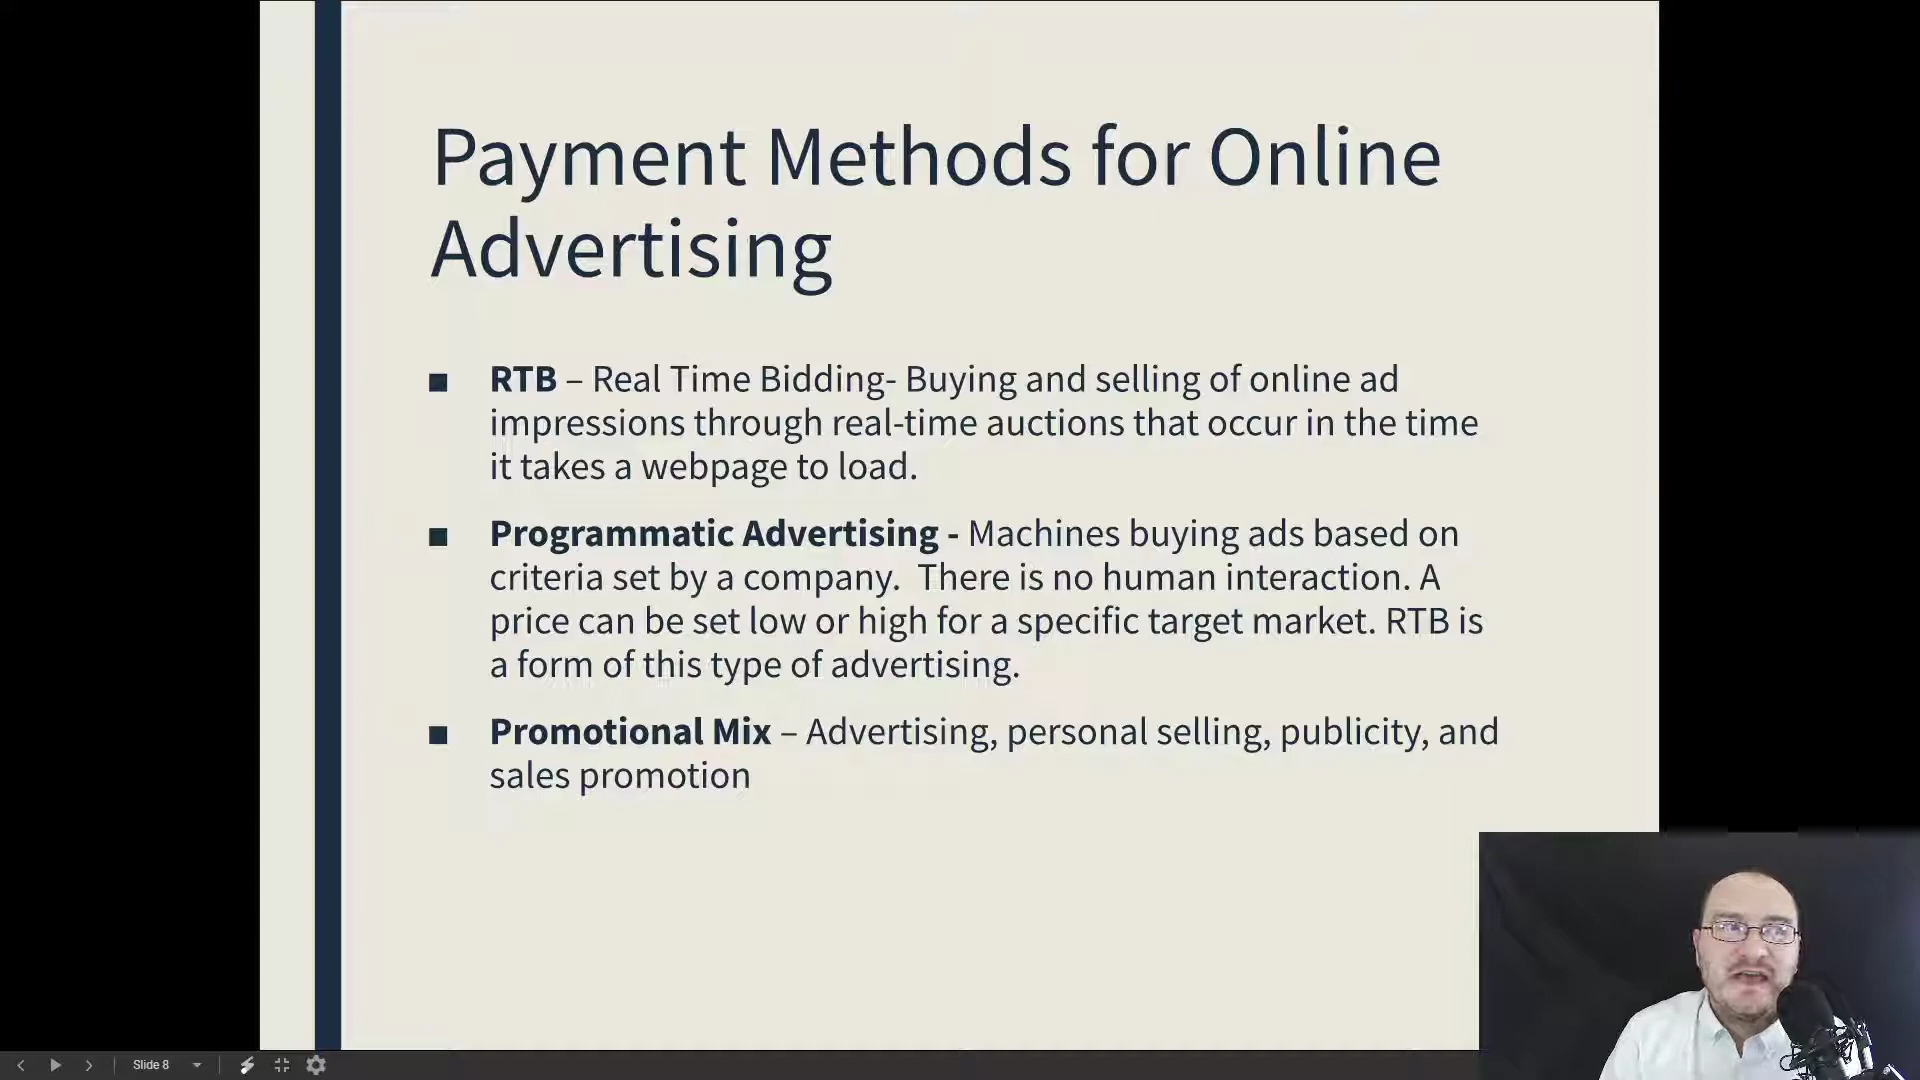 Payment Methods for Online
Advertising
■ RTB – Real Time Bidding- Buying and selling of online ad
impressions through real-time auctions that occur in the time
it takes a webpage to load.
■ Programmatic Advertising - Machines buying ads based on
criteria set by a company.  There is no human interaction. A
price can be set low or high for a specific target market. RTB is
a form of this type of advertising.
■ Promotional Mix – Advertising, personal selling, publicity, and
sales promotion
Slide 8